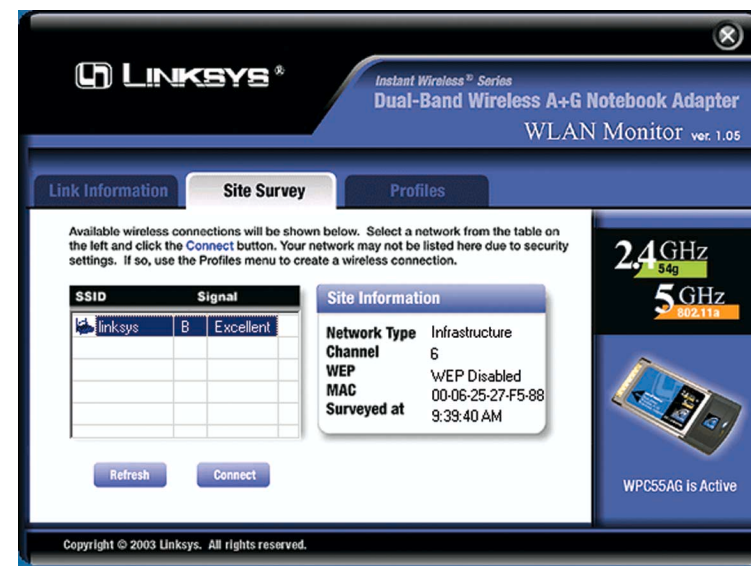 LINKSYS®
Instant Wireless® Series
Dual-Band Wireless A+G Notebook Adapter
WLAN Monitor ver. 1.05
Link Information
Site Survey
Profiles
Available wireless connections will be shown below. Select a network from the table on
the left and click the Connect button. Your network may not be listed here due to security
settings. If so, use the Profiles menu to create a wireless connection.
SSID Signal
linksys B Excellent
Site Information
Network Type Infrastructure
Channel 6
WEP WEP Disabled
MAC 00-06-25-27-F5-88
Surveyed at 9:39:40 AM
Refresh
Connect
2.4GHz
54g
5GHz
802.11a
WPC55AG is Active
Copyright © 2003 Linksys. All rights reserved.